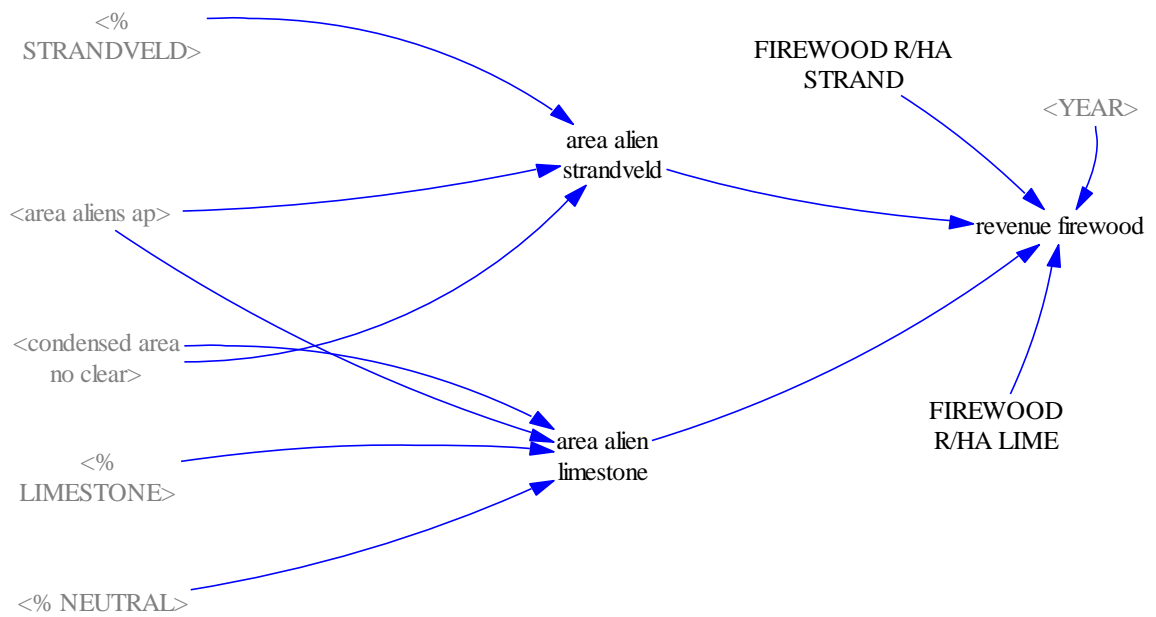 <%
STRANDVELD>
FIREWOOD R/HA
STRAND
<YEAR>
area alien
strandveld
<area aliens ap>
revenue firewood
<condensed area
no clear>
FIREWOOD
R/HA LIME
area alien
limestone
<%
LIMESTONE>
<% NEUTRAL>